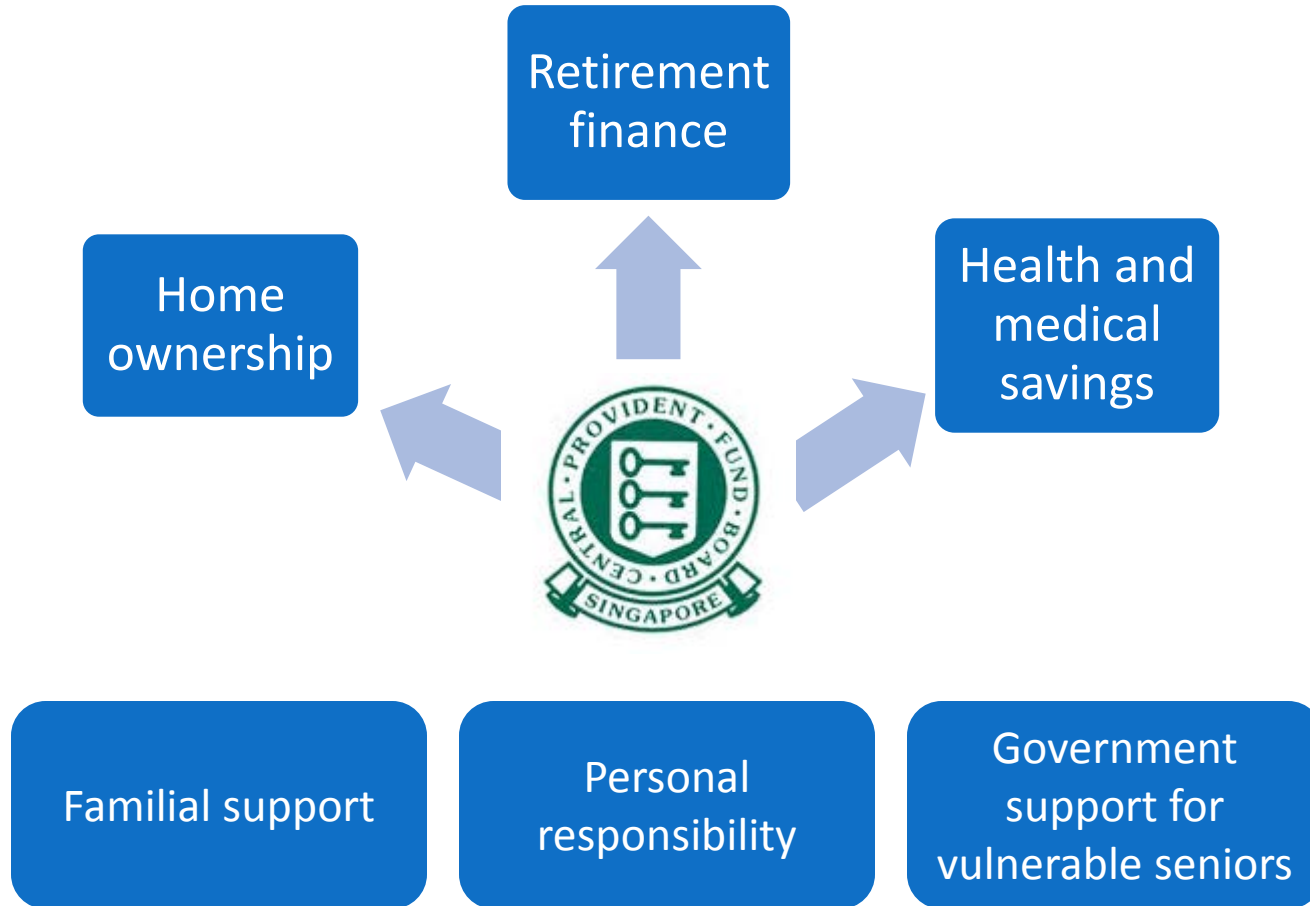 Retirement
finance
Home
ownership
Health and
medical
savings
CENTRAL · PROVIDENT · FUND · BOARD ·
SINGAPORE
Familial support
Personal
responsibility
Government
support for
vulnerable seniors